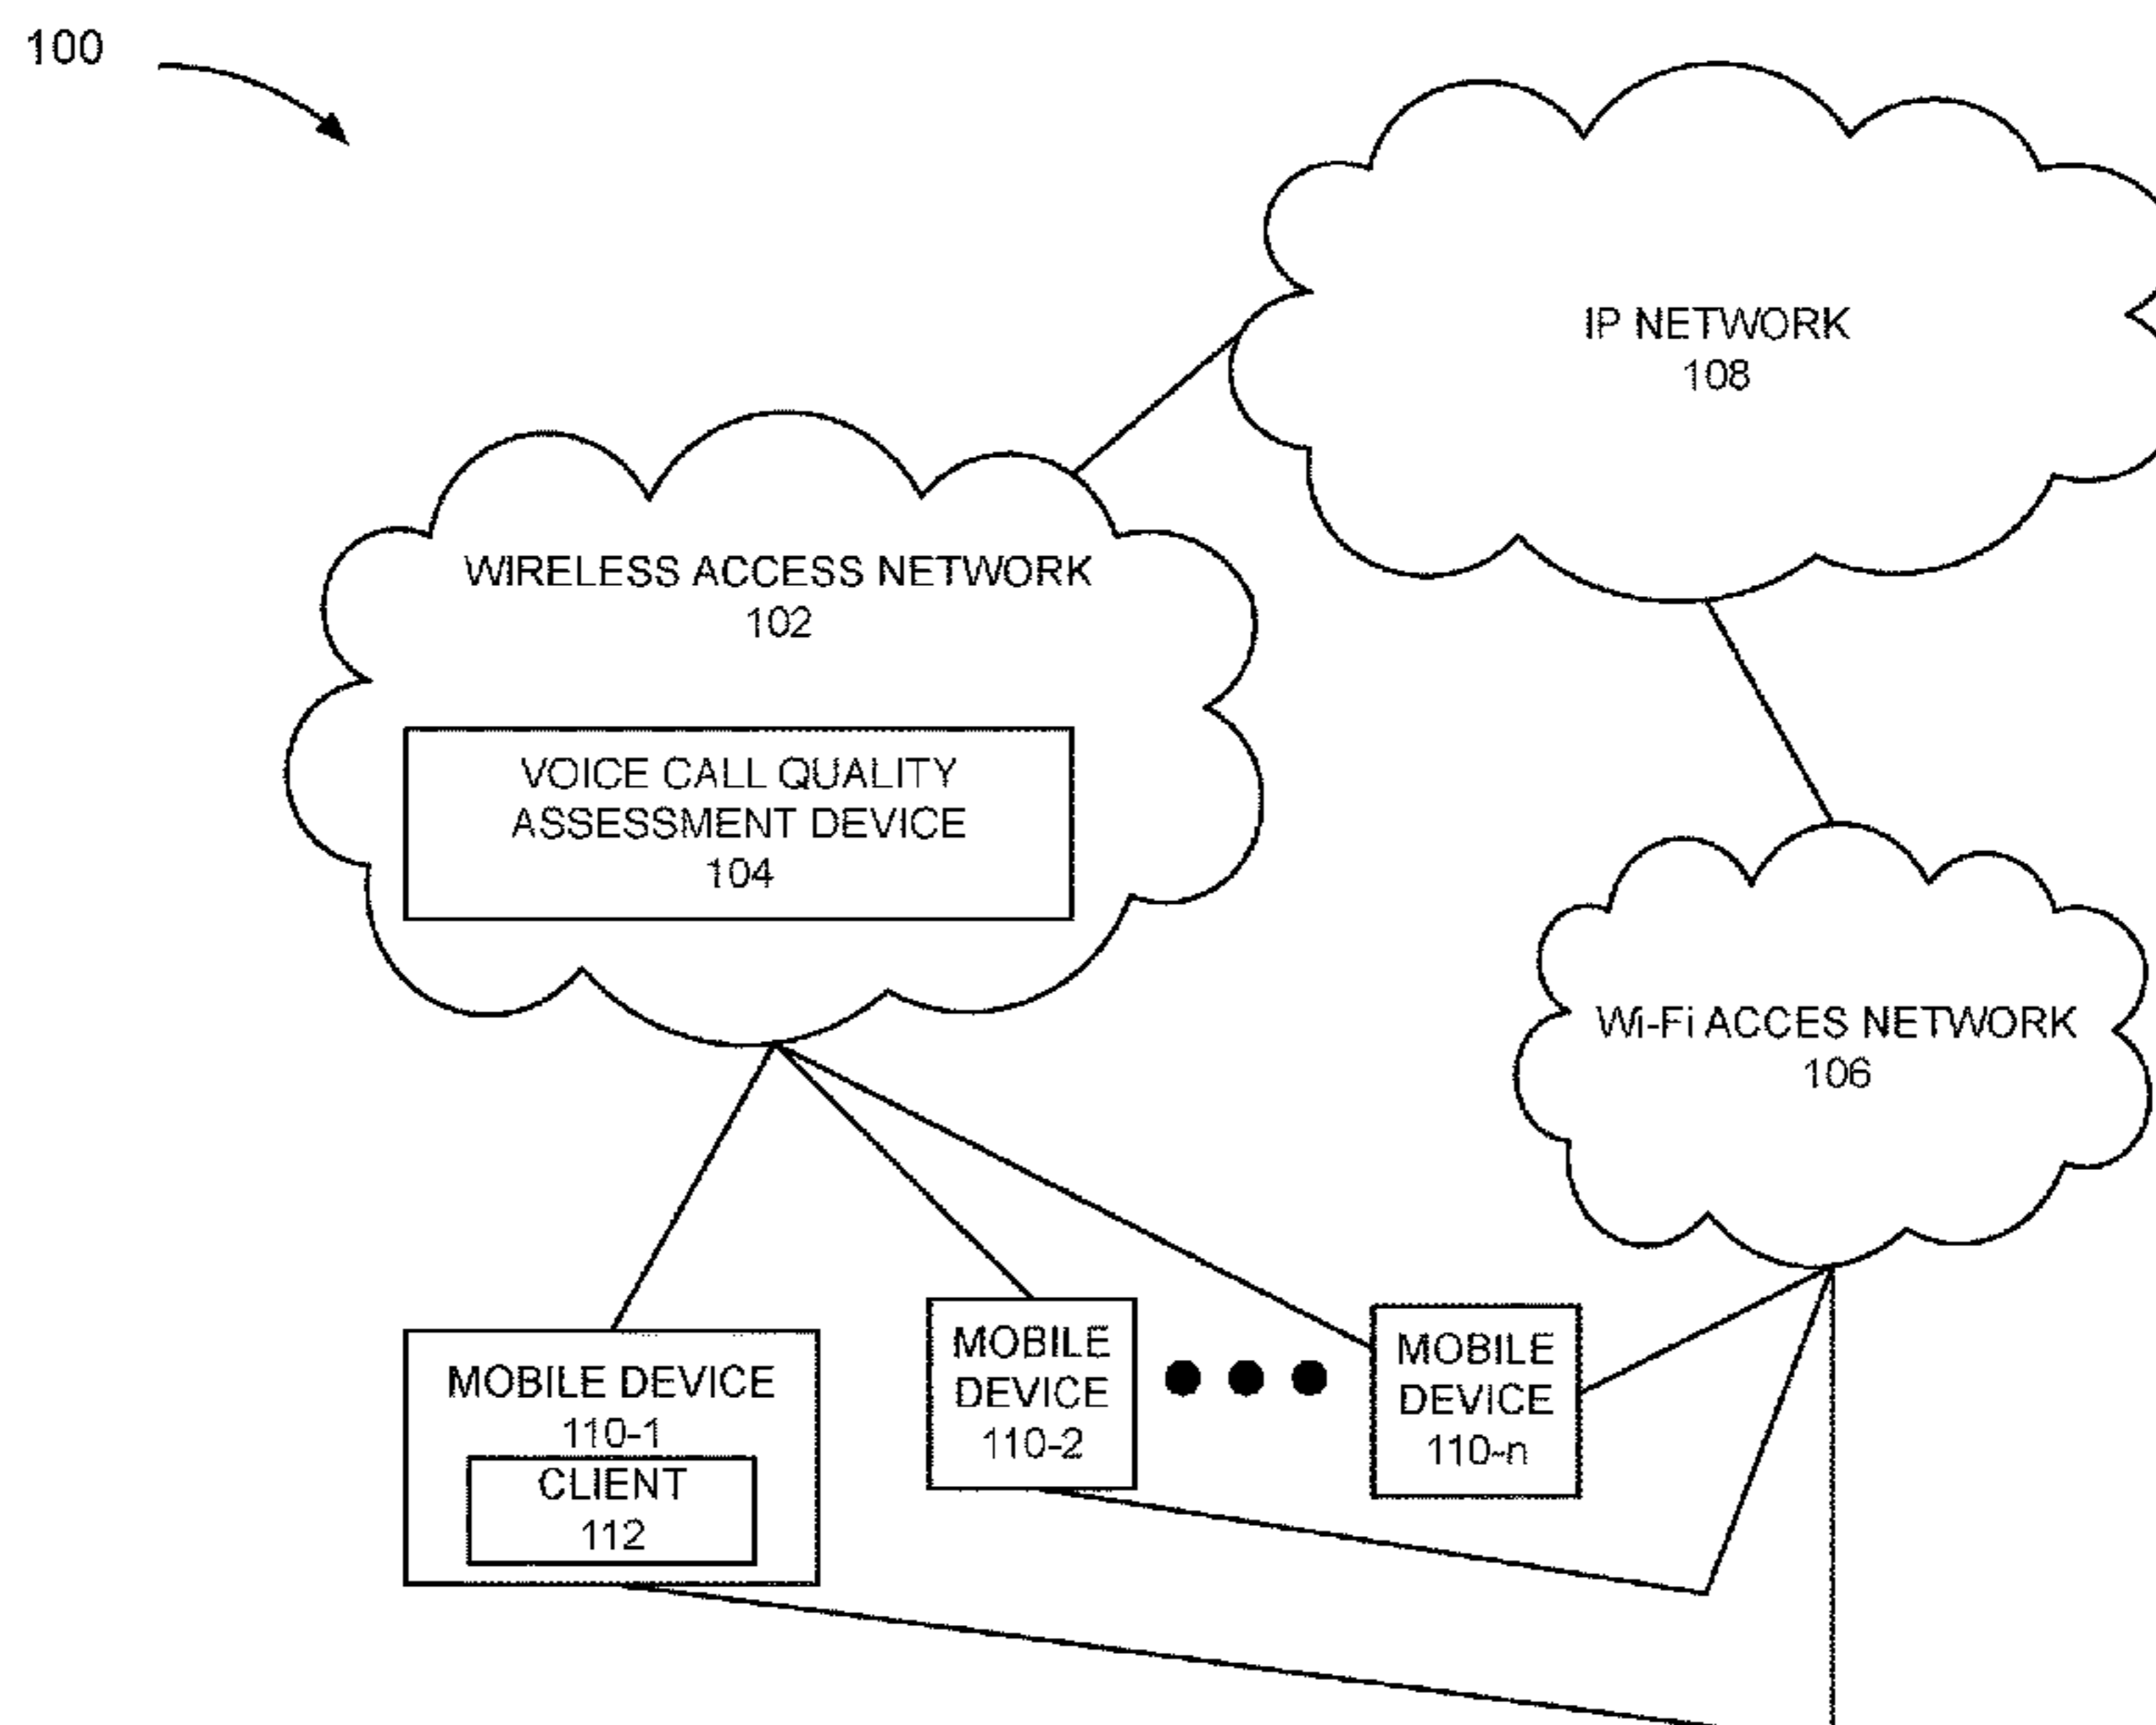 100
IP NETWORK
108
WIRELESS ACCESS NETWORK
102
VOICE CALL QUALITY
ASSESSMENT DEVICE
104
Wi-Fi ACCES NETWORK
106
MOBILE DEVICE
110-1
CLIENT
112
MOBILE
DEVICE
110-2
MOBILE
DEVICE
110-n